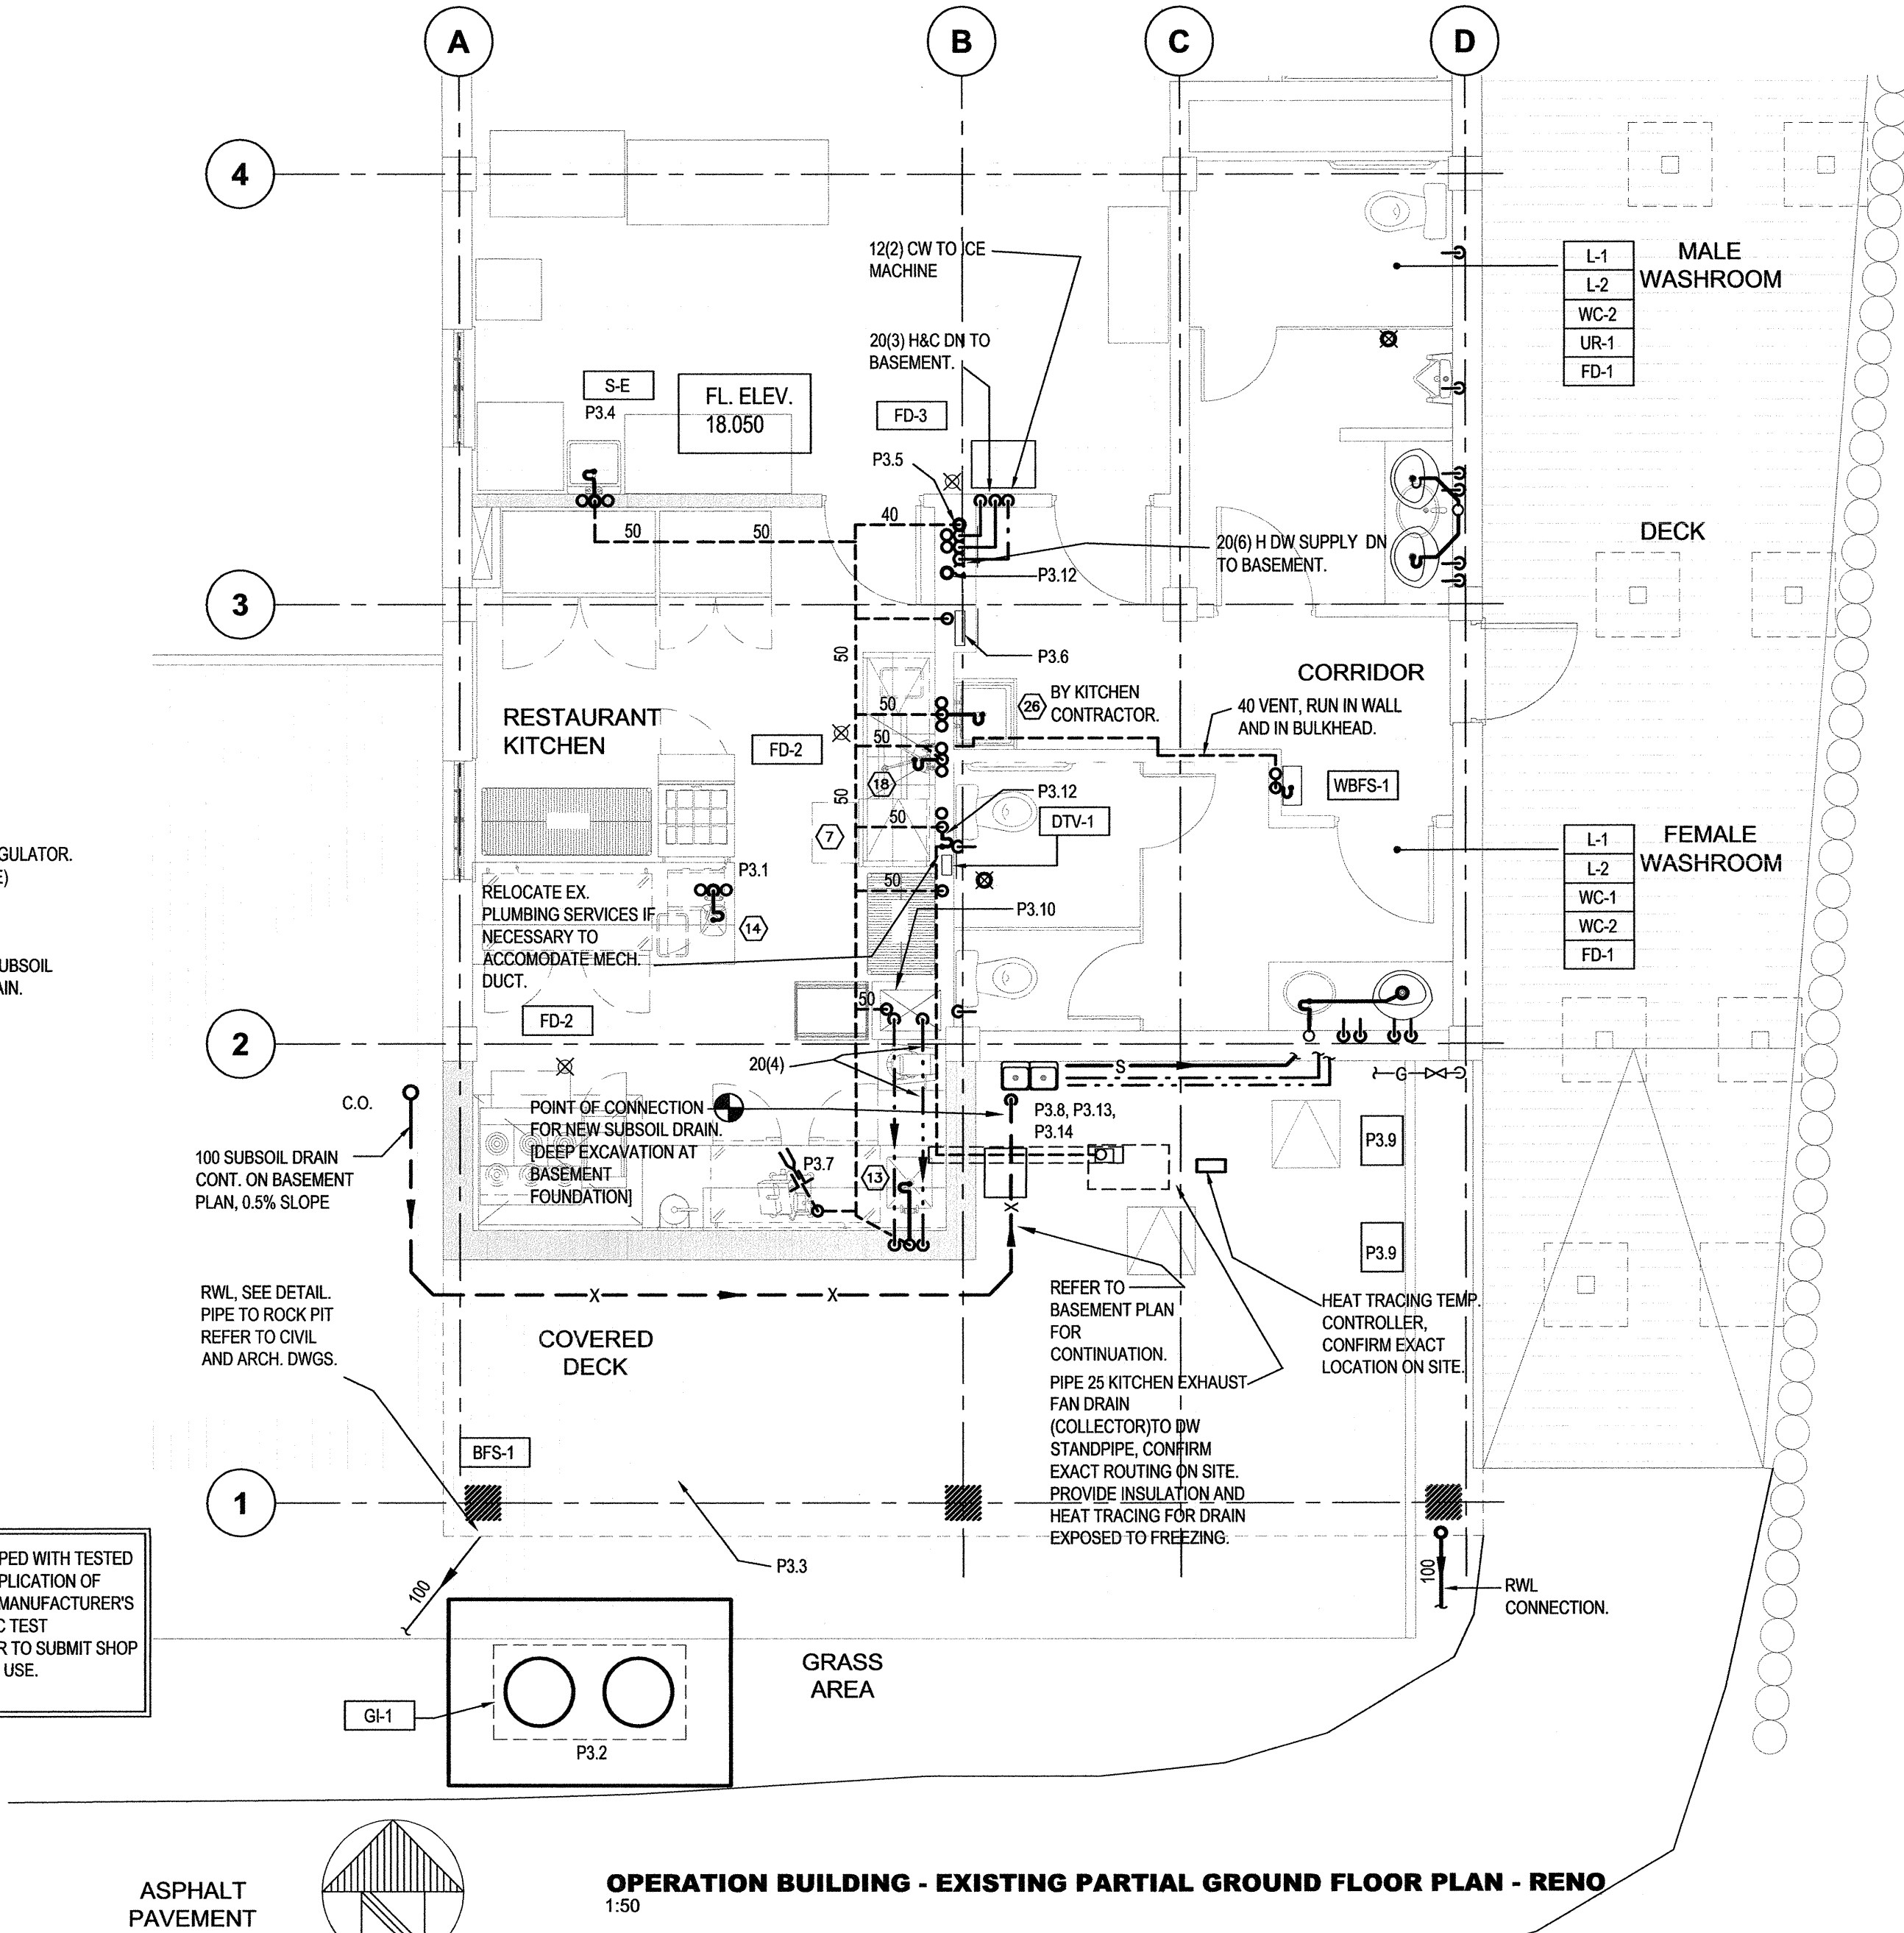 A
B
C
D
4
12(2) CW TO ICE
MACHINE
L-1
L-2
WC-2
UR-1
FD-1
MALE
WASHROOM
20(3) H&C DN TO
BASEMENT.
S-E
P3.4
FL. ELEV.
18.050
FD-3
P3.5
40
50
50
DECK
20(6) H DW SUPPLY DN
TO BASEMENT.
P3.12
3
50
P3.6
CORRIDOR
26
BY KITCHEN
CONTRACTOR.
40 VENT, RUN IN WALL
AND IN BULKHEAD.
RESTAURANT
KITCHEN
50
50
FD-2
18
WBFS-1
P3.12
50
DTV-1
7
50
L-1
L-2
WC-1
WC-2
FD-1
FEMALE
WASHROOM
GULATOR.
E)
P3.1
50
RELOCATE EX.
PLUMBING SERVICES IF
NECESSARY TO
ACCOMODATE MECH.
DUCT.
14
P3.10
UBSOIL
AIN.
50
FD-2
2
20(4)
S
G
C.O.
POINT OF CONNECTION
FOR NEW SUBSOIL DRAIN.
[DEEP EXCAVATION AT
BASEMENT
FOUNDATION]
P3.8, P3.13,
P3.14
P3.9
100 SUBSOIL DRAIN
CONT. ON BASEMENT
PLAN, 0.5% SLOPE
P3.7
13
X
P3.9
X
X
RWL, SEE DETAIL.
PIPE TO ROCK PIT
REFER TO CIVIL
AND ARCH. DWGS.
REFER TO
BASEMENT PLAN
FOR
CONTINUATION.
HEAT TRACING TEMP.
CONTROLLER,
CONFIRM EXACT
LOCATION ON SITE.
COVERED
DECK
PIPE 25 KITCHEN EXHAUST
FAN DRAIN
(COLLECTOR)TO DW
STANDPIPE, CONFIRM
EXACT ROUTING ON SITE.
PROVIDE INSULATION AND
HEAT TRACING FOR DRAIN
EXPOSED TO FREEZING.
BFS-1
1
PED WITH TESTED
PLICATION OF
MANUFACTURER'S
C TEST
R TO SUBMIT SHOP
USE.
P3.3
100
100
RWL
CONNECTION.
GRASS
AREA
GI-1
P3.2
ASPHALT
PAVEMENT
OPERATION BUILDING - EXISTING PARTIAL GROUND FLOOR PLAN - RENO
1:50